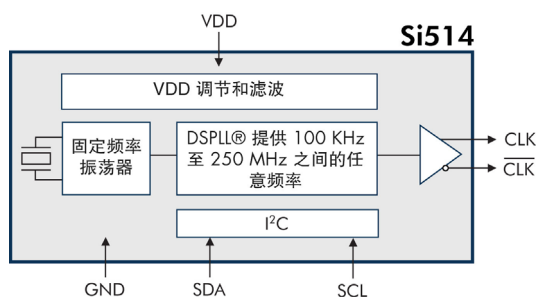 VDD
Si514
VDD 调节和滤波
固定频率
振荡器
DSPLL® 提供 100 KHz
至 250 MHz 之间的任
意频率
CLK
CLK
I²C
GND
SDA
SCL